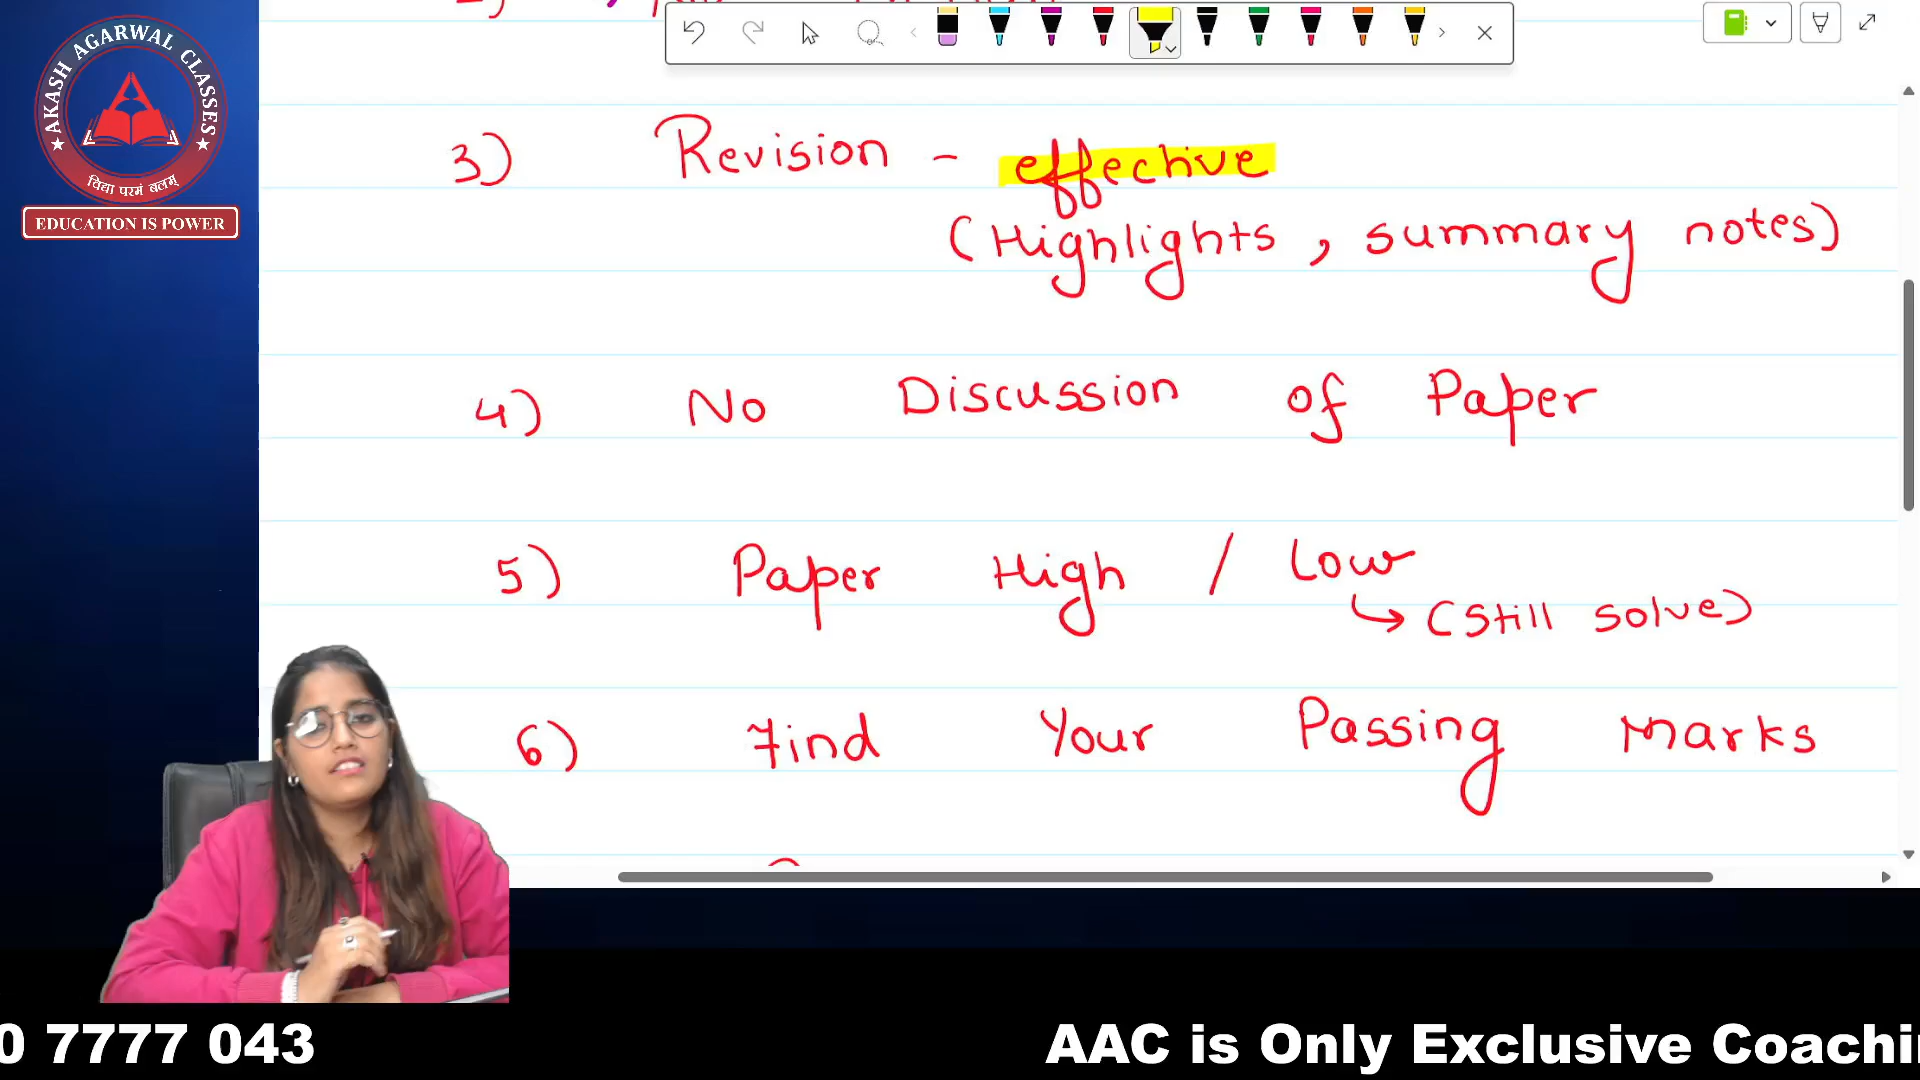 AKASH AGARWAL CLASSES
विद्या परमं बलम्
EDUCATION IS POWER
3) Revision - effective
(Highlights, summary notes)
4) No Discussion of Paper
5) Paper High / Low
(still solve)
6) Find Your Passing Marks
0 7777 043
AAC is Only Exclusive Coachi